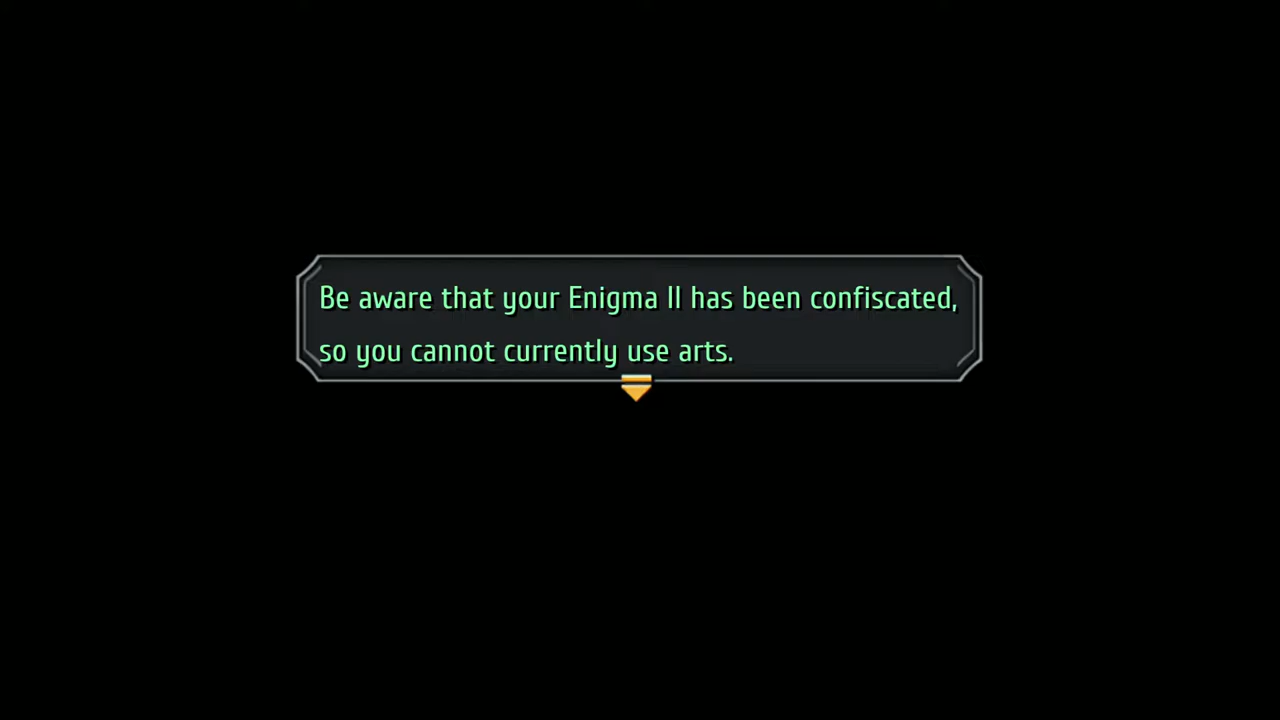 Be aware that your Enigma II has been confiscated,
so you cannot currently use arts.